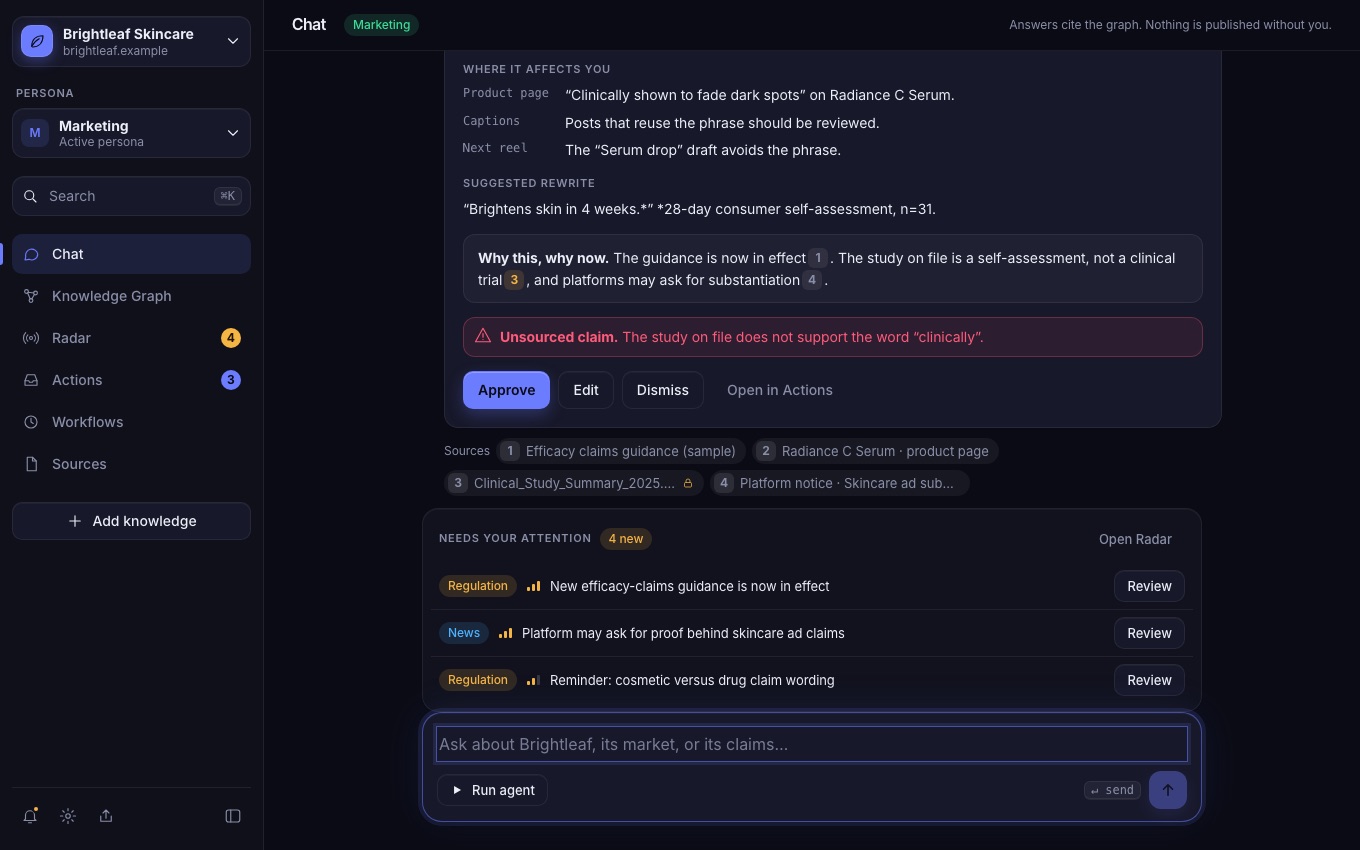 Brightleaf Skincare
brightleaf.example
PERSONA
M
Marketing
Active persona
Search
⌘K
Chat
Knowledge Graph
Radar 4
Actions 3
Workflows
Sources
Add knowledge
Chat Marketing
Answers cite the graph. Nothing is published without you.
WHERE IT AFFECTS YOU
Product page “Clinically shown to fade dark spots” on Radiance C Serum.
Captions Posts that reuse the phrase should be reviewed.
Next reel The “Serum drop” draft avoids the phrase.
SUGGESTED REWRITE
“Brightens skin in 4 weeks.*” *28-day consumer self-assessment, n=31.
Why this, why now. The guidance is now in effect 1 . The study on file is a self-assessment, not a clinical
trial 3 , and platforms may ask for substantiation 4 .
Unsourced claim. The study on file does not support the word “clinically”.
Approve Edit Dismiss Open in Actions
Sources 1 Efficacy claims guidance (sample) 2 Radiance C Serum · product page
3 Clinical_Study_Summary_2025.... 4 Platform notice · Skincare ad sub...
NEEDS YOUR ATTENTION 4 new Open Radar
Regulation New efficacy-claims guidance is now in effect Review
News Platform may ask for proof behind skincare ad claims Review
Regulation Reminder: cosmetic versus drug claim wording Review
Ask about Brightleaf, its market, or its claims...
Run agent ↵ send